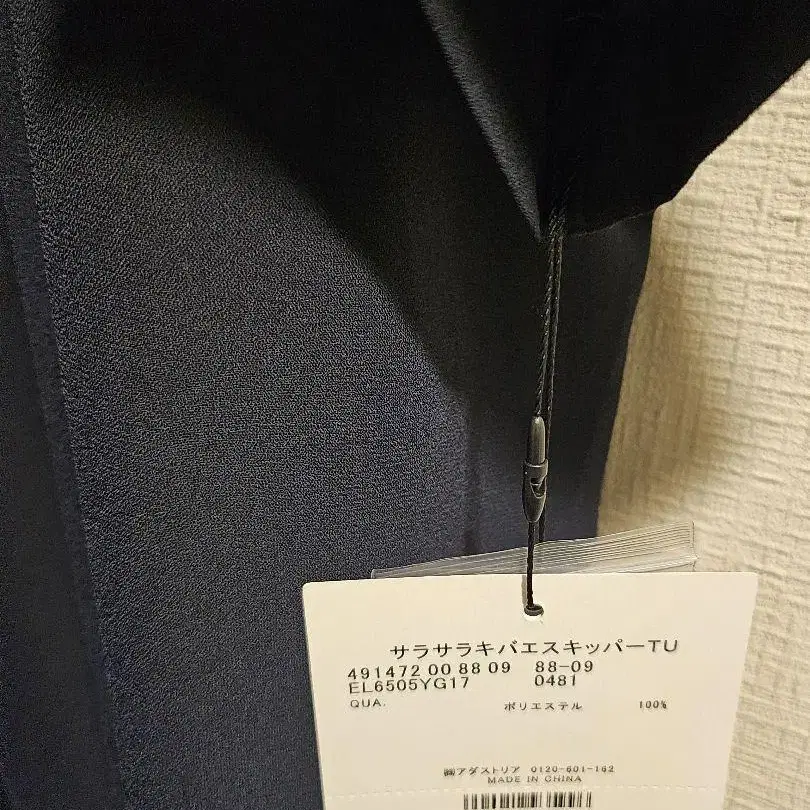 サラサラキバエスキッパーTU
491472 00 88 09 88-09
EL6505YG17 0481
QUA. ポリエステル 100%
㈱アダストリア 0120-601-162
MADE IN CHINA